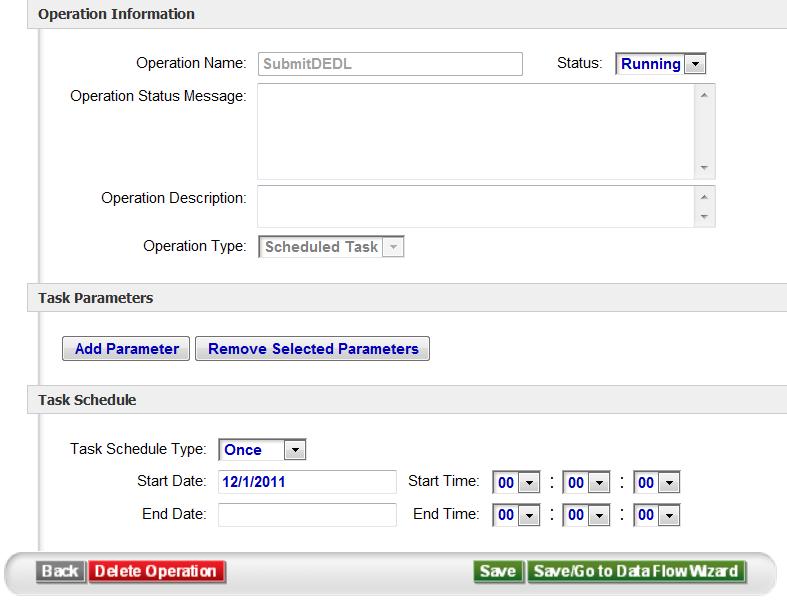 Operation Information
Operation Name: SubmitDEDL Status: Running
Operation Status Message:
Operation Description:
Operation Type: Scheduled Task
Task Parameters
Add Parameter Remove Selected Parameters
Task Schedule
Task Schedule Type: Once
Start Date: 12/1/2011 Start Time: 00 : 00 : 00
End Date: End Time: 00 : 00 : 00
Back Delete Operation Save Save/Go to Data Flow Wizard